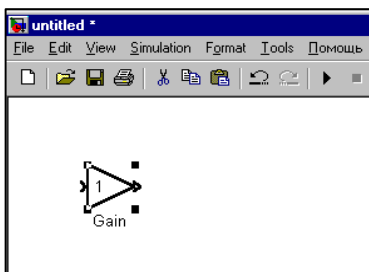 untitled *
File Edit View Simulation Format Tools Помощь
1
Gain